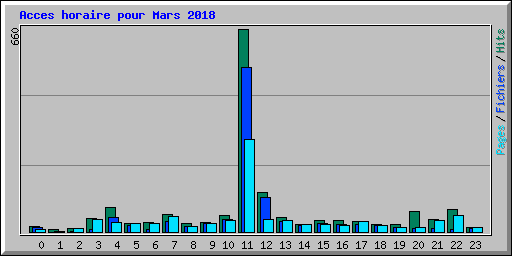 Acces horaire pour Mars 2018
660
Pages / Fichiers / Hits
0 1 2 3 4 5 6 7 8 9 10 11 12 13 14 15 16 17 18 19 20 21 22 23